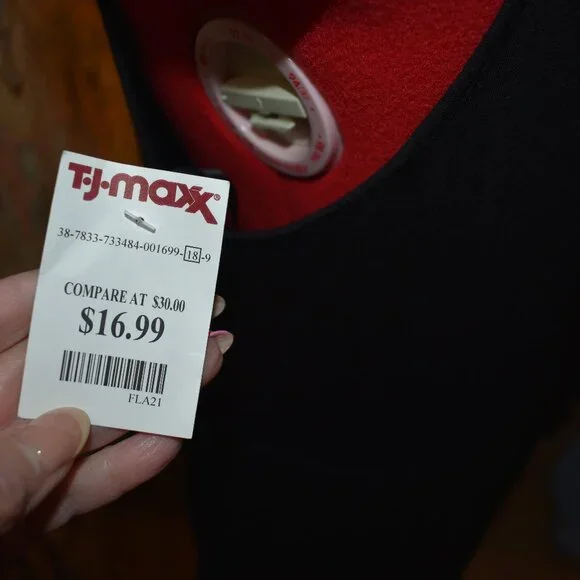 T·J·maxx®
38-7833-733484-001699-18-9
COMPARE AT $30.00
$16.99
FLA21